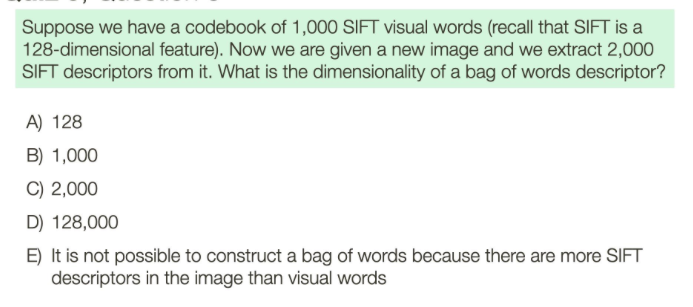 Suppose we have a codebook of 1,000 SIFT visual words (recall that SIFT is a
128-dimensional feature). Now we are given a new image and we extract 2,000
SIFT descriptors from it. What is the dimensionality of a bag of words descriptor?
A) 128
B) 1,000
C) 2,000
D) 128,000
E) It is not possible to construct a bag of words because there are more SIFT
descriptors in the image than visual words